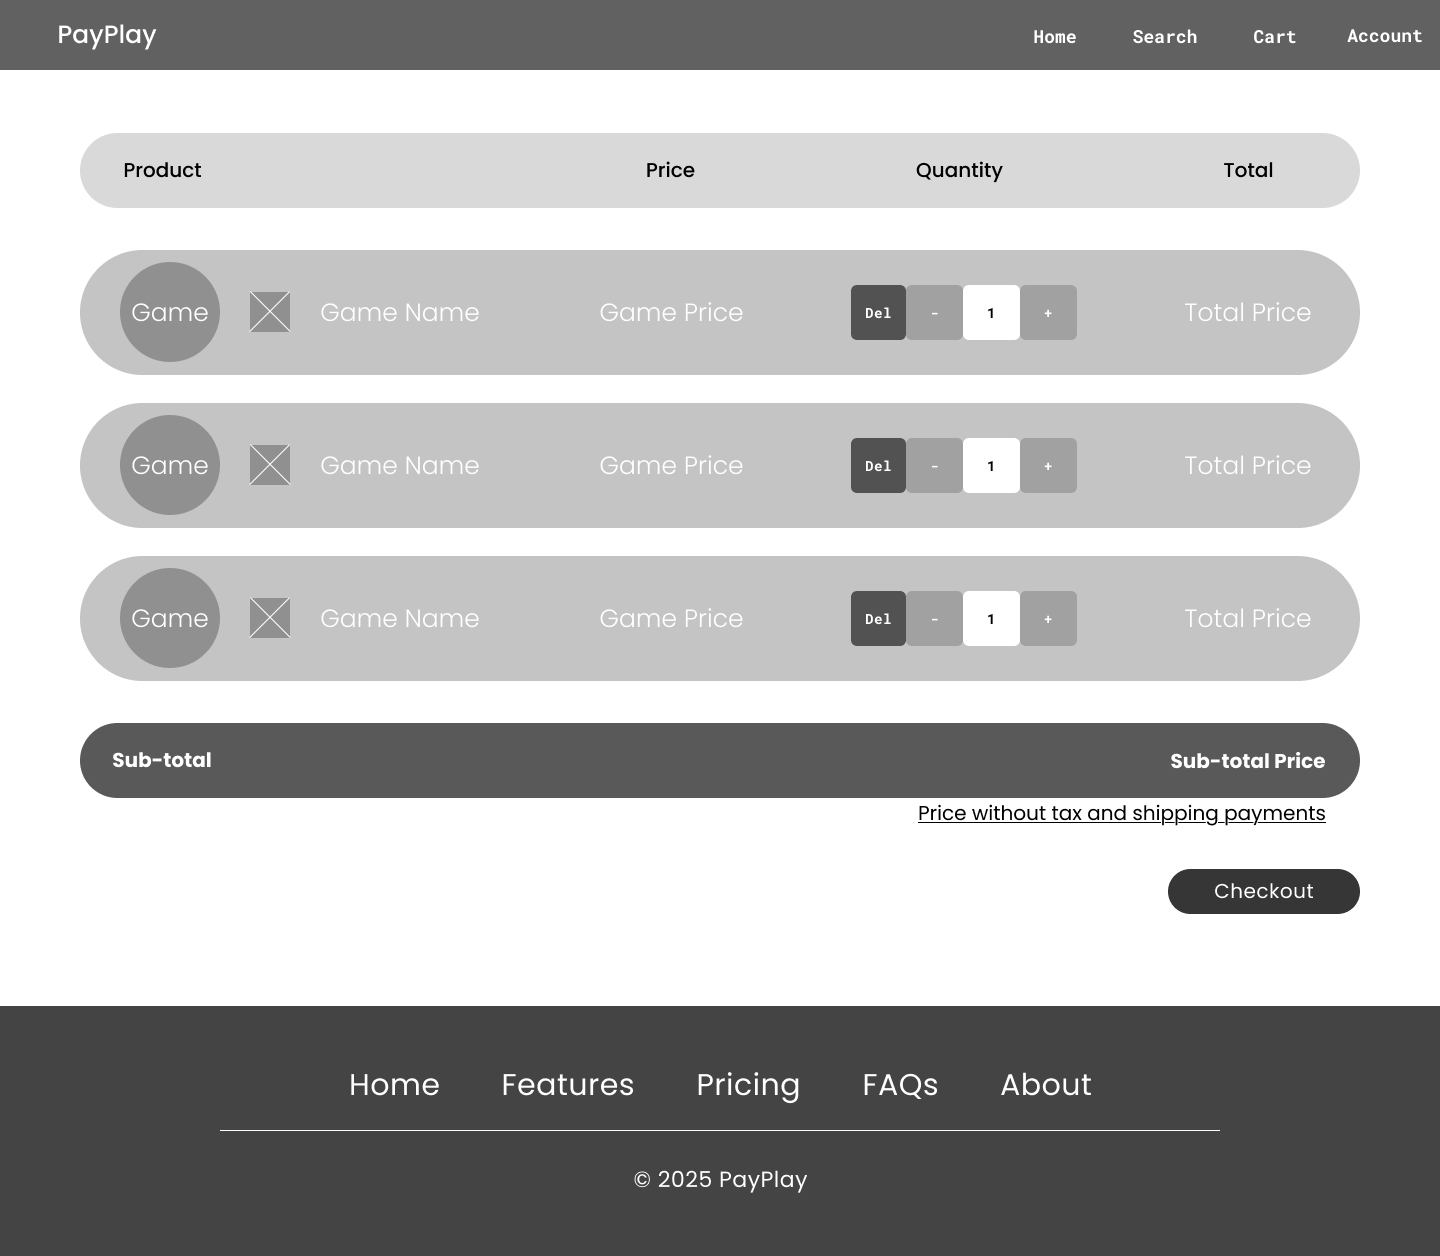 PayPlay Home Search Cart Account
Product Price Quantity Total
Game Game Name Game Price Del - 1 + Total Price
Game Game Name Game Price Del - 1 + Total Price
Game Game Name Game Price Del - 1 + Total Price
Sub-total Sub-total Price
Price without tax and shipping payments
Checkout
Home Features Pricing FAQs About
© 2025 PayPlay